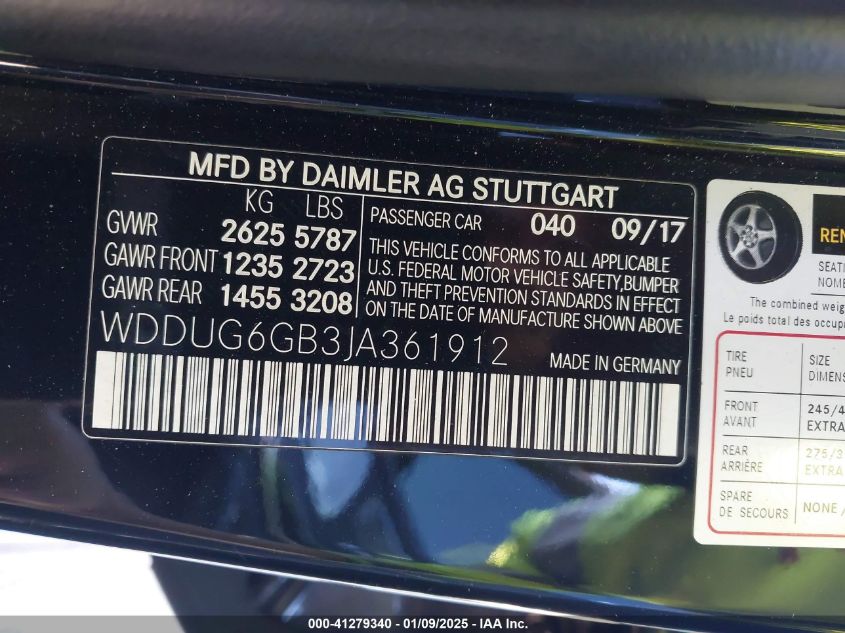 MFD BY DAIMLER AG STUTTGART
KG LBS
GVWR 2625 5787
GAWR FRONT 1235 2723
GAWR REAR 1455 3208
PASSENGER CAR 040 09/17
THIS VEHICLE CONFORMS TO ALL APPLICABLE
U.S. FEDERAL MOTOR VEHICLE SAFETY,BUMPER
AND THEFT PREVENTION STANDARDS IN EFFECT
ON THE DATE OF MANUFACTURE SHOWN ABOVE
WDDUG6GB3JA361912
MADE IN GERMANY
The combined
Le poids total des
TIRE
PNEU
SIZE
FRONT
AVANT
EXTRA
REAR
ARRIÈRE
EXTRA
SPARE
DE SECOURS
NONE
000-41279340 - 01/09/2025 - IAA Inc.